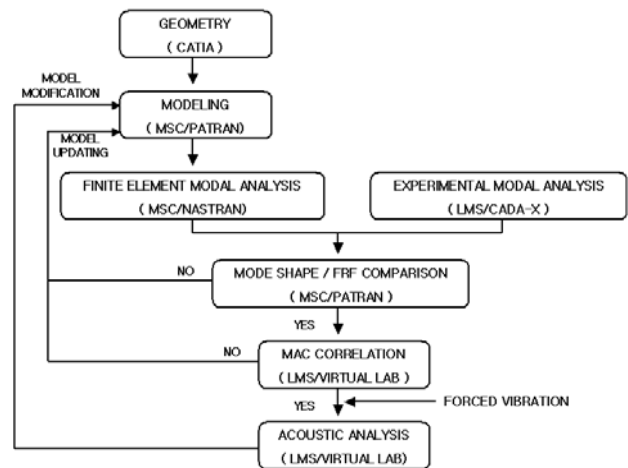 GEOMETRY
( CATIA )
MODEL
MODIFICATION
MODELING
( MSC/PATRAN)
MODEL
UPDATING
FINITE ELEMENT MODAL ANALYSIS
( MSC/NASTRAN)
EXPERIMENTAL MODAL ANALYSIS
( LMS/CADA-X )
NO
MODE SHAPE / FRF COMPARISON
( MSC/PATRAN )
YES
NO
MAC CORRELATION
( LMS/VIRTUAL LAB )
YES
FORCED VIBRATION
ACOUSTIC ANALYSIS
( LMS/VIRTUAL LAB)